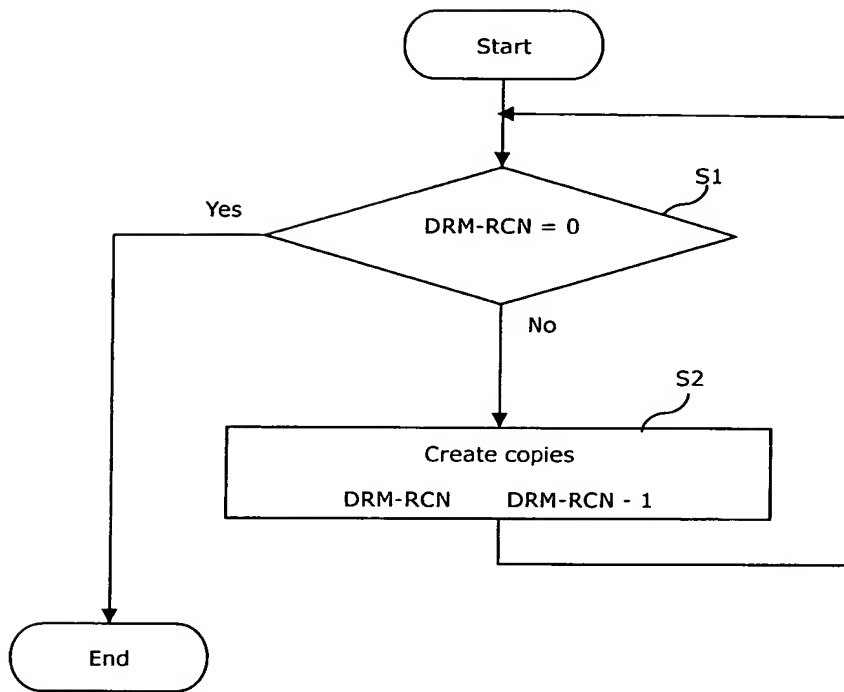 Start
S1
Yes
DRM-RCN = 0
No
S2
Create copies
DRM-RCN DRM-RCN - 1
End